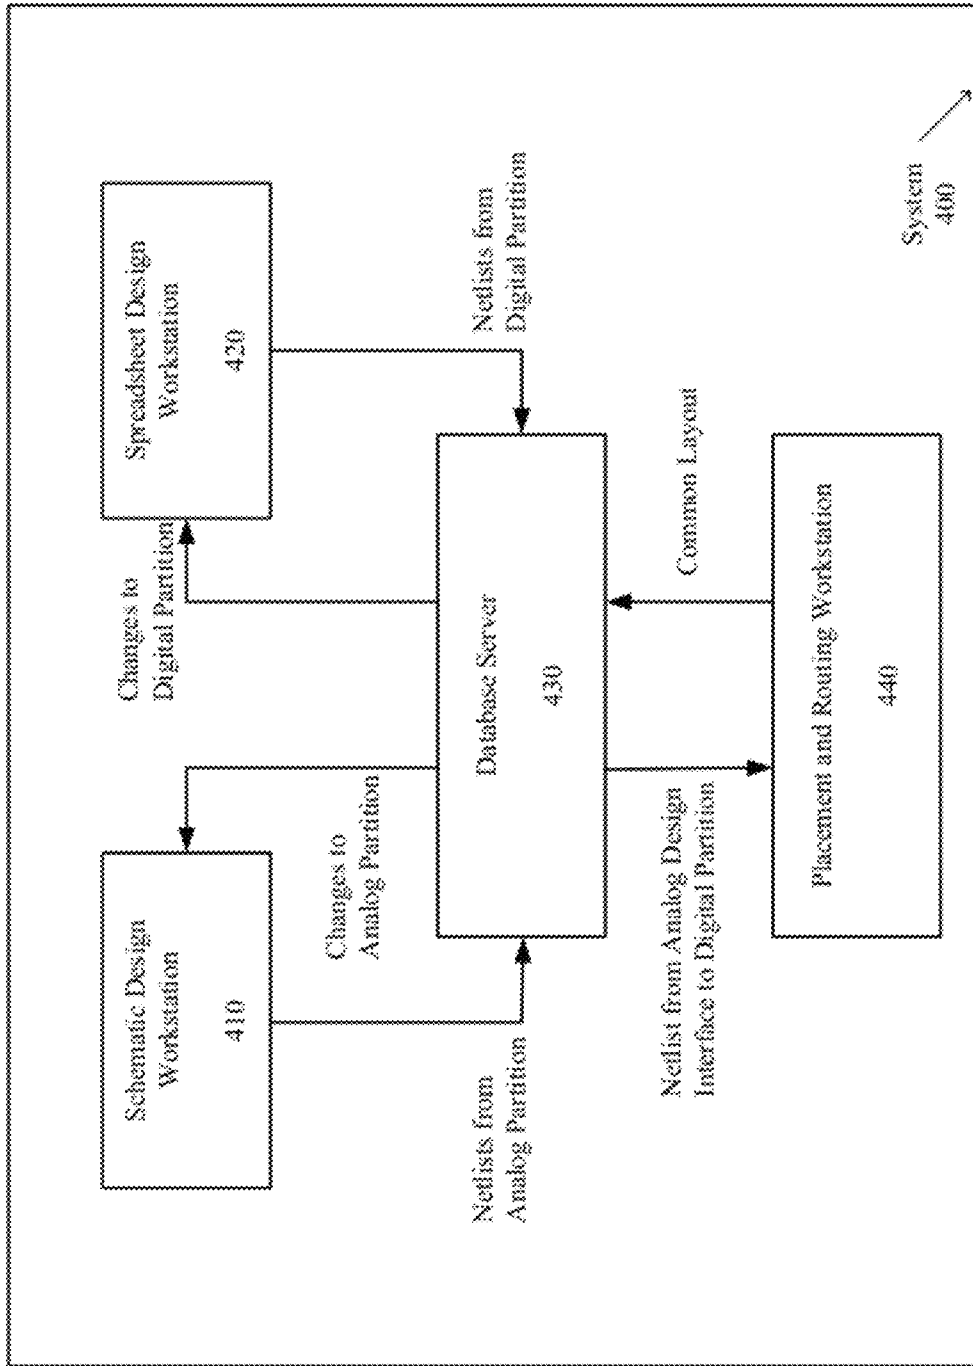 Schematic Design
Workstation
410
Spreadsheet Design
Workstation
420
Changes to
Digital Partition
Changes to
Analog Partition
Netlists from
Analog Partition
Netlists from
Digital Partition
Database Server
430
Netlist from Analog Design
Interface to Digital Partition
Common Layout
Placement and Routing Workstation
440
System
400